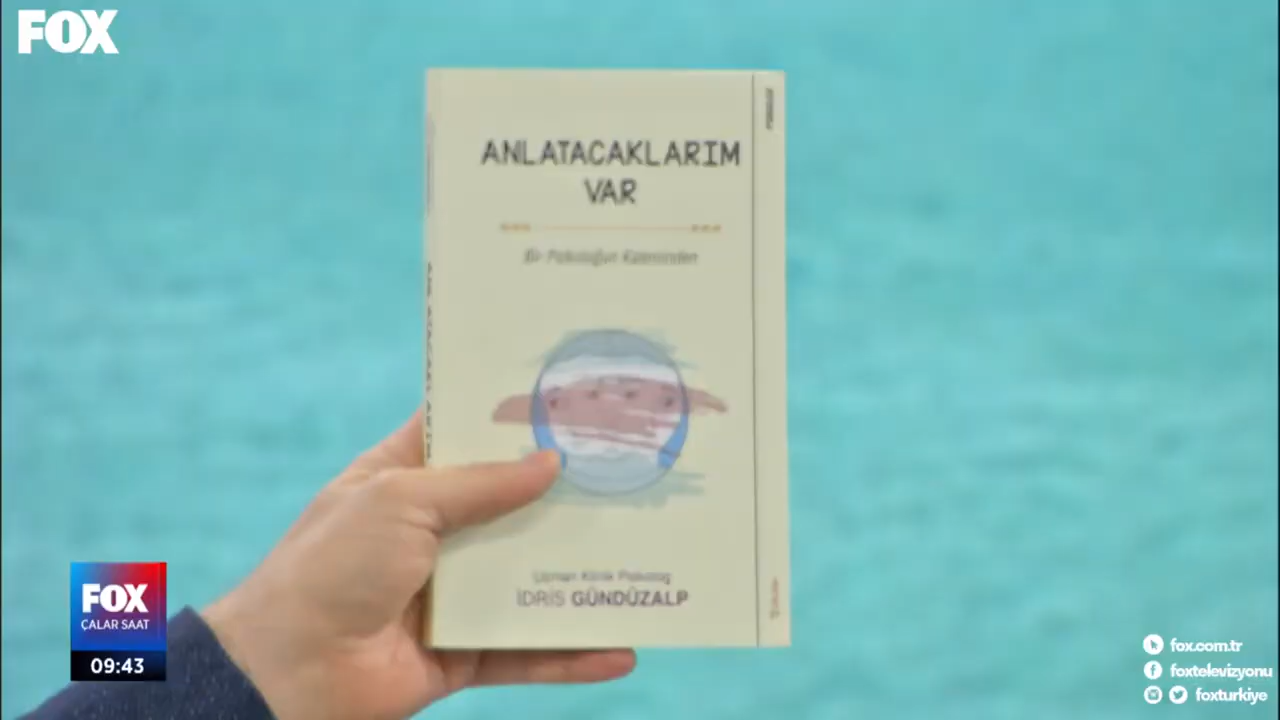 FOX
ANLATACAKLARIM
VAR
Bir Psikoloğun Kaleminden
Uzman Klinik Psikolog
İDRİS GÜNDÜZALP
FOX
ÇALAR SAAT
09:43
fox.com.tr
foxtelevizyonu
foxturkiye